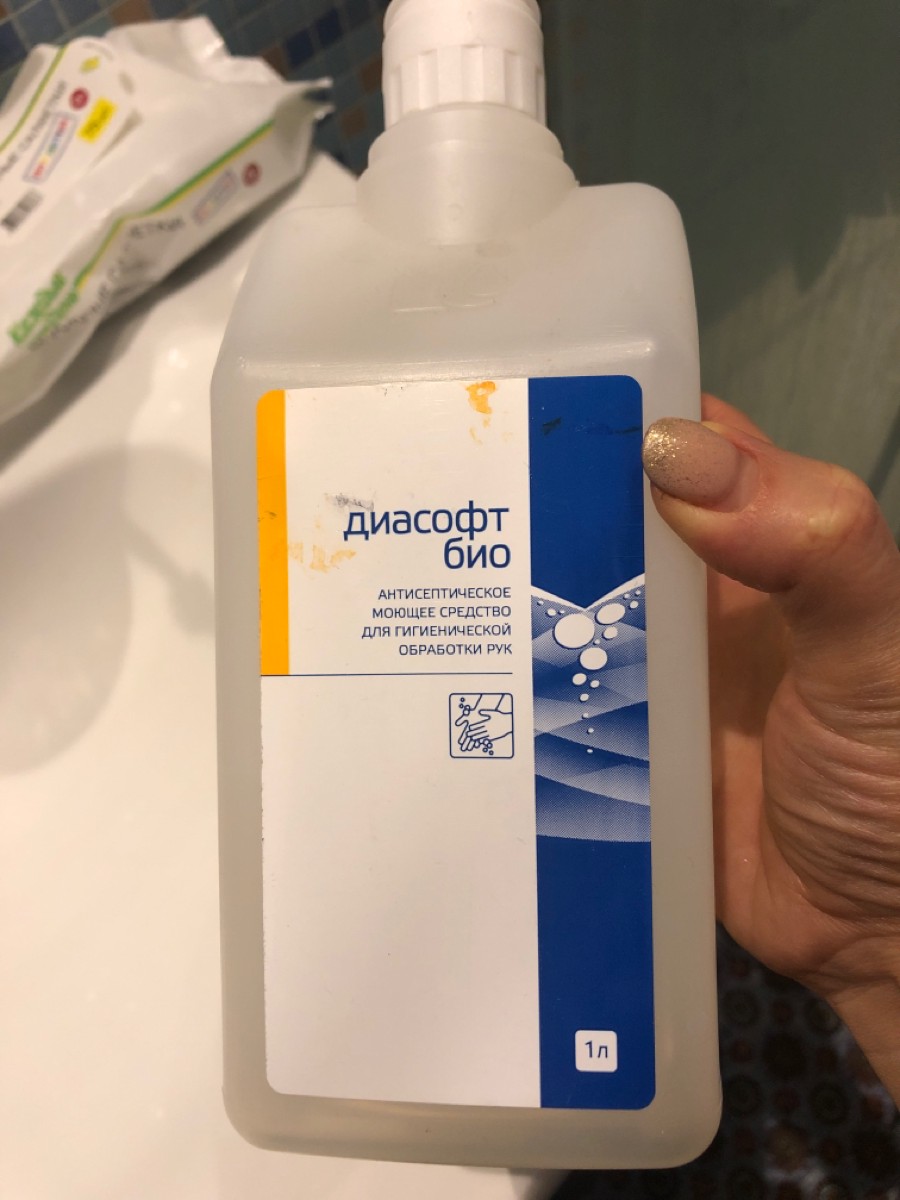 диасофт
био
АНТИСЕПТИЧЕСКОЕ
МОЮЩЕЕ СРЕДСТВО
ДЛЯ ГИГИЕНИЧЕСКОЙ
ОБРАБОТКИ РУК
1л